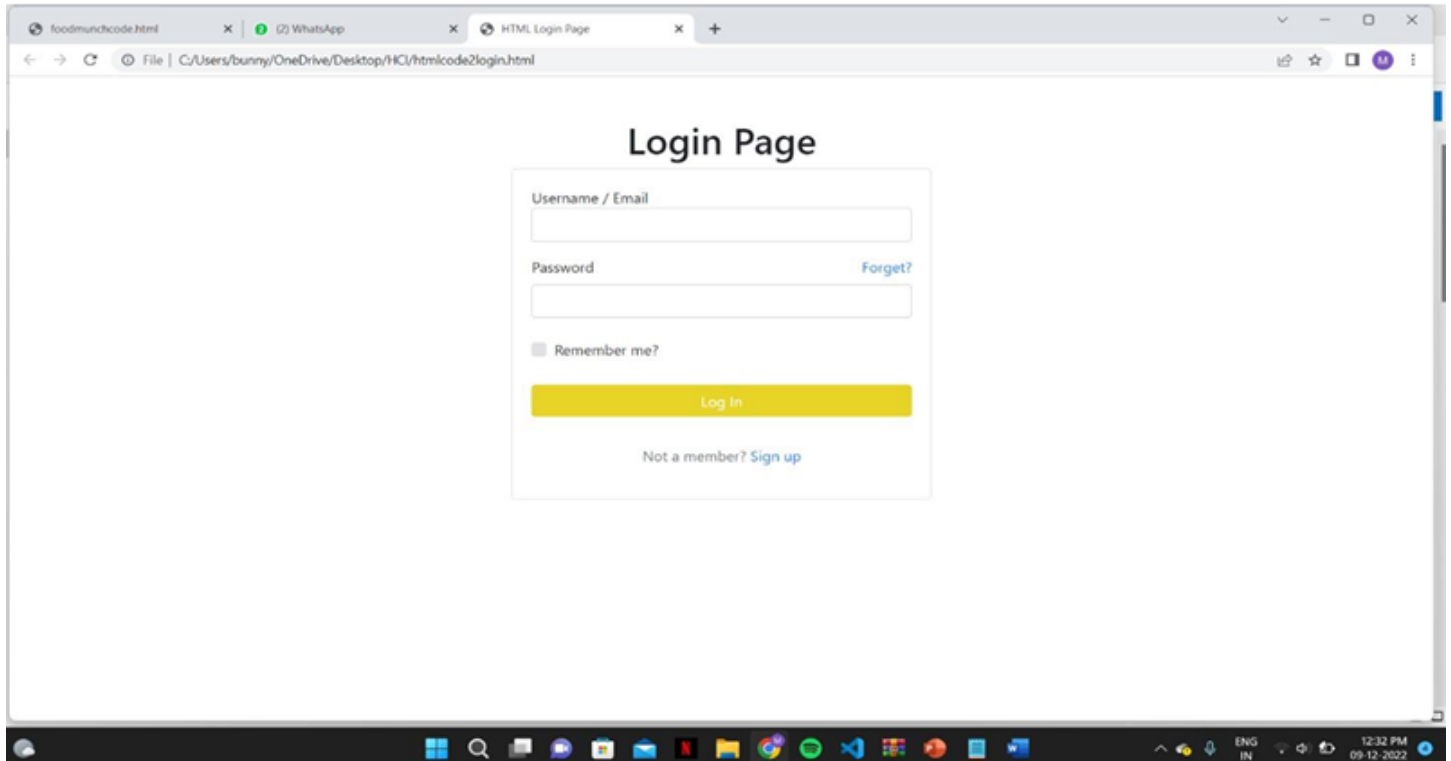 foodmunchcode.html (2) WhatsApp HTML Login Page
File | C:/Users/bunny/OneDrive/Desktop/HCI/htmlcode2login.html M
Login Page
Username / Email
Password Forget?
Remember me?
Log In
Not a member? Sign up
ENG 12:32 PM
IN 09-12-2022